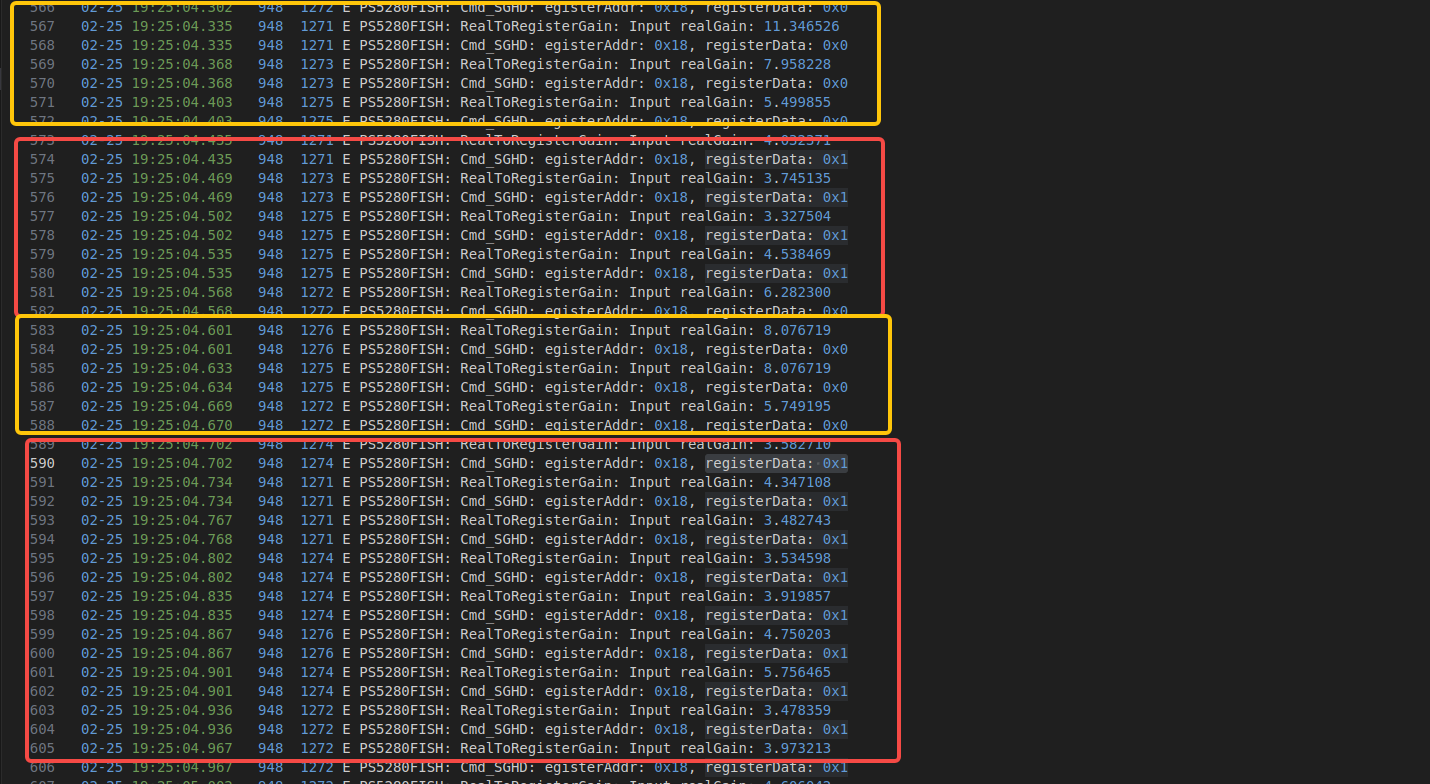 566 02-25 19:25:04.302 948 1272 E PS5280FISH: Cmd_SGHD: egisterAddr: 0x18, registerData: 0x0
567 02-25 19:25:04.335 948 1271 E PS5280FISH: RealToRegisterGain: Input realGain: 11.346526
568 02-25 19:25:04.335 948 1271 E PS5280FISH: Cmd_SGHD: egisterAddr: 0x18, registerData: 0x0
569 02-25 19:25:04.368 948 1273 E PS5280FISH: RealToRegisterGain: Input realGain: 7.958228
570 02-25 19:25:04.368 948 1273 E PS5280FISH: Cmd_SGHD: egisterAddr: 0x18, registerData: 0x0
571 02-25 19:25:04.403 948 1275 E PS5280FISH: RealToRegisterGain: Input realGain: 5.499855
572 02-25 19:25:04.403 948 1275 E PS5280FISH: Cmd_SGHD: egisterAddr: 0x18, registerData: 0x0
573 02-25 19:25:04.435 948 1271 E PS5280FISH: RealToRegisterGain: Input realGain: 4.032371
574 02-25 19:25:04.435 948 1271 E PS5280FISH: Cmd_SGHD: egisterAddr: 0x18, registerData: 0x1
575 02-25 19:25:04.469 948 1273 E PS5280FISH: RealToRegisterGain: Input realGain: 3.745135
576 02-25 19:25:04.469 948 1273 E PS5280FISH: Cmd_SGHD: egisterAddr: 0x18, registerData: 0x1
577 02-25 19:25:04.502 948 1275 E PS5280FISH: RealToRegisterGain: Input realGain: 3.327504
578 02-25 19:25:04.502 948 1275 E PS5280FISH: Cmd_SGHD: egisterAddr: 0x18, registerData: 0x1
579 02-25 19:25:04.535 948 1275 E PS5280FISH: RealToRegisterGain: Input realGain: 4.538469
580 02-25 19:25:04.535 948 1275 E PS5280FISH: Cmd_SGHD: egisterAddr: 0x18, registerData: 0x1
581 02-25 19:25:04.568 948 1272 E PS5280FISH: RealToRegisterGain: Input realGain: 6.282300
582 02-25 19:25:04.568 948 1272 E PS5280FISH: Cmd_SGHD: egisterAddr: 0x18, registerData: 0x0
583 02-25 19:25:04.601 948 1276 E PS5280FISH: RealToRegisterGain: Input realGain: 8.076719
584 02-25 19:25:04.601 948 1276 E PS5280FISH: Cmd_SGHD: egisterAddr: 0x18, registerData: 0x0
585 02-25 19:25:04.633 948 1275 E PS5280FISH: RealToRegisterGain: Input realGain: 8.076719
586 02-25 19:25:04.634 948 1275 E PS5280FISH: Cmd_SGHD: egisterAddr: 0x18, registerData: 0x0
587 02-25 19:25:04.669 948 1272 E PS5280FISH: RealToRegisterGain: Input realGain: 5.749195
588 02-25 19:25:04.670 948 1272 E PS5280FISH: Cmd_SGHD: egisterAddr: 0x18, registerData: 0x0
589 02-25 19:25:04.702 948 1274 E PS5280FISH: RealToRegisterGain: Input realGain: 3.582710
590 02-25 19:25:04.702 948 1274 E PS5280FISH: Cmd_SGHD: egisterAddr: 0x18, registerData: 0x1
591 02-25 19:25:04.734 948 1271 E PS5280FISH: RealToRegisterGain: Input realGain: 4.347108
592 02-25 19:25:04.734 948 1271 E PS5280FISH: Cmd_SGHD: egisterAddr: 0x18, registerData: 0x1
593 02-25 19:25:04.767 948 1271 E PS5280FISH: RealToRegisterGain: Input realGain: 3.482743
594 02-25 19:25:04.768 948 1271 E PS5280FISH: Cmd_SGHD: egisterAddr: 0x18, registerData: 0x1
595 02-25 19:25:04.802 948 1274 E PS5280FISH: RealToRegisterGain: Input realGain: 3.534598
596 02-25 19:25:04.802 948 1274 E PS5280FISH: Cmd_SGHD: egisterAddr: 0x18, registerData: 0x1
597 02-25 19:25:04.835 948 1274 E PS5280FISH: RealToRegisterGain: Input realGain: 3.919857
598 02-25 19:25:04.835 948 1274 E PS5280FISH: Cmd_SGHD: egisterAddr: 0x18, registerData: 0x1
599 02-25 19:25:04.867 948 1276 E PS5280FISH: RealToRegisterGain: Input realGain: 4.750203
600 02-25 19:25:04.867 948 1276 E PS5280FISH: Cmd_SGHD: egisterAddr: 0x18, registerData: 0x1
601 02-25 19:25:04.901 948 1274 E PS5280FISH: RealToRegisterGain: Input realGain: 5.756465
602 02-25 19:25:04.901 948 1274 E PS5280FISH: Cmd_SGHD: egisterAddr: 0x18, registerData: 0x1
603 02-25 19:25:04.936 948 1272 E PS5280FISH: RealToRegisterGain: Input realGain: 3.478359
604 02-25 19:25:04.936 948 1272 E PS5280FISH: Cmd_SGHD: egisterAddr: 0x18, registerData: 0x1
605 02-25 19:25:04.967 948 1272 E PS5280FISH: RealToRegisterGain: Input realGain: 3.973213
606 02-25 19:25:04.967 948 1272 E PS5280FISH: Cmd_SGHD: egisterAddr: 0x18, registerData: 0x1